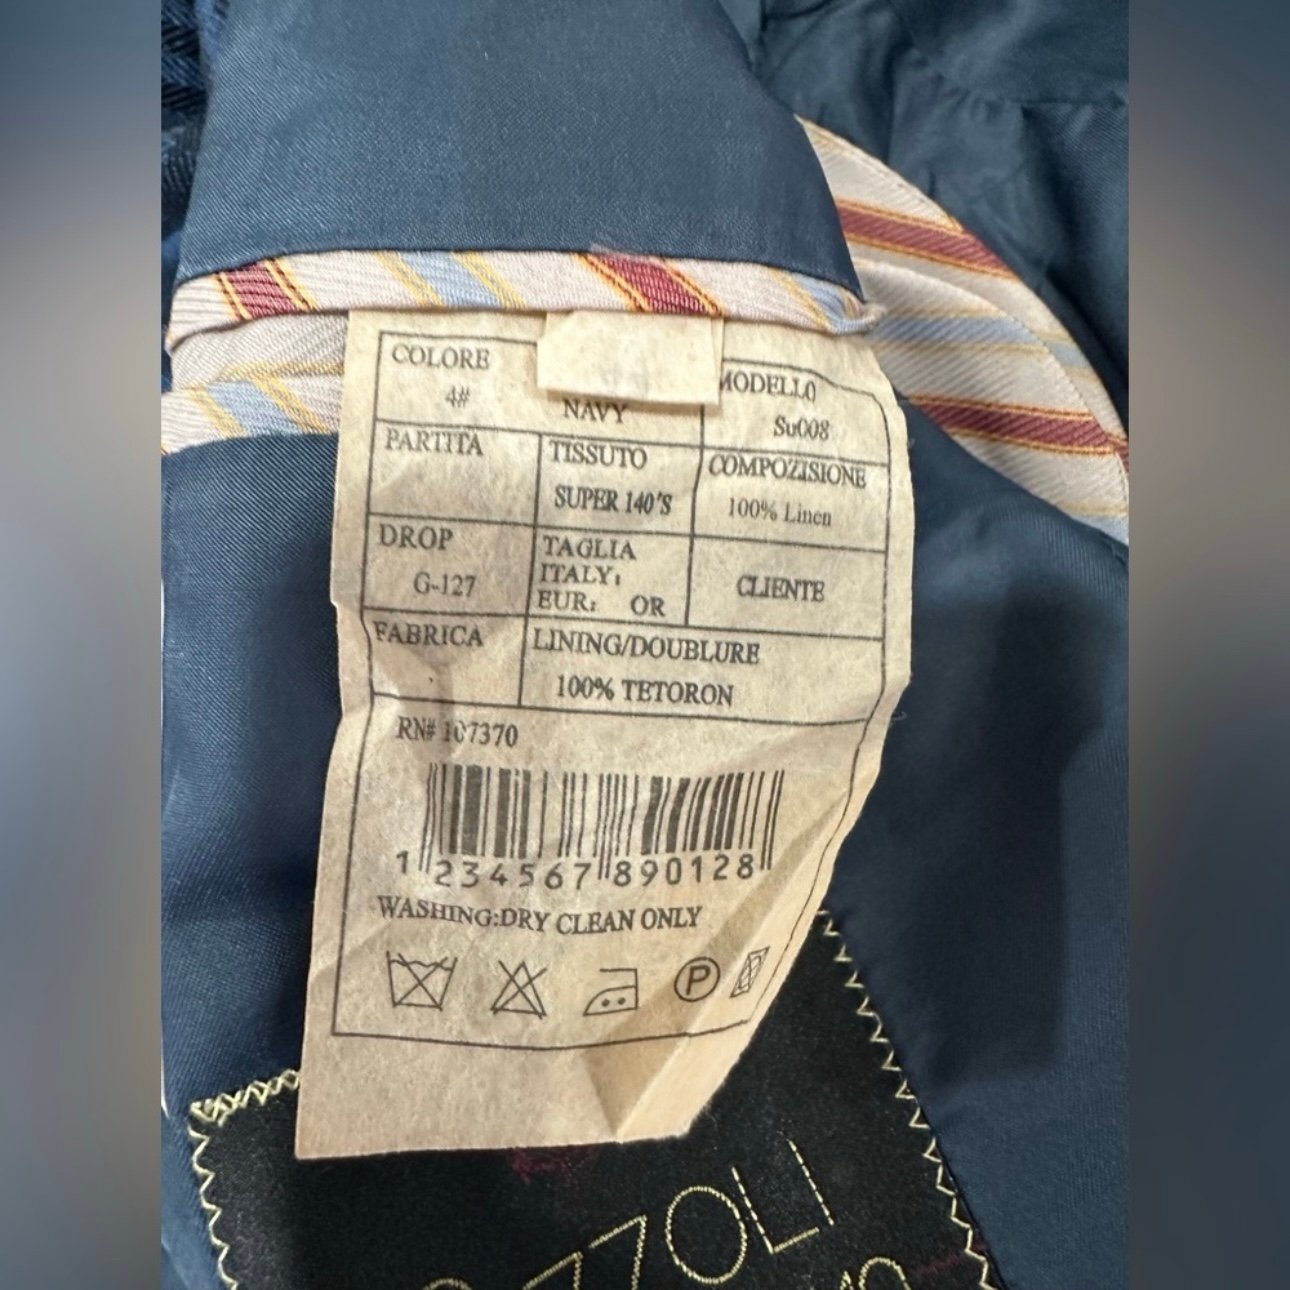 COLORE
4#
NAVY
MODELLO
Su008
PARTITA
TISSUTO
SUPER 140'S
COMPOZISIONE
100% Linen
DROP
G-127
TAGLIA
ITALY:
EUR: OR
CLIENTE
FABRICA
LINING/DOUBLURE
100% TETORON
RN# 107370
1 234567 890128
WASHING:DRY CLEAN ONLY
P